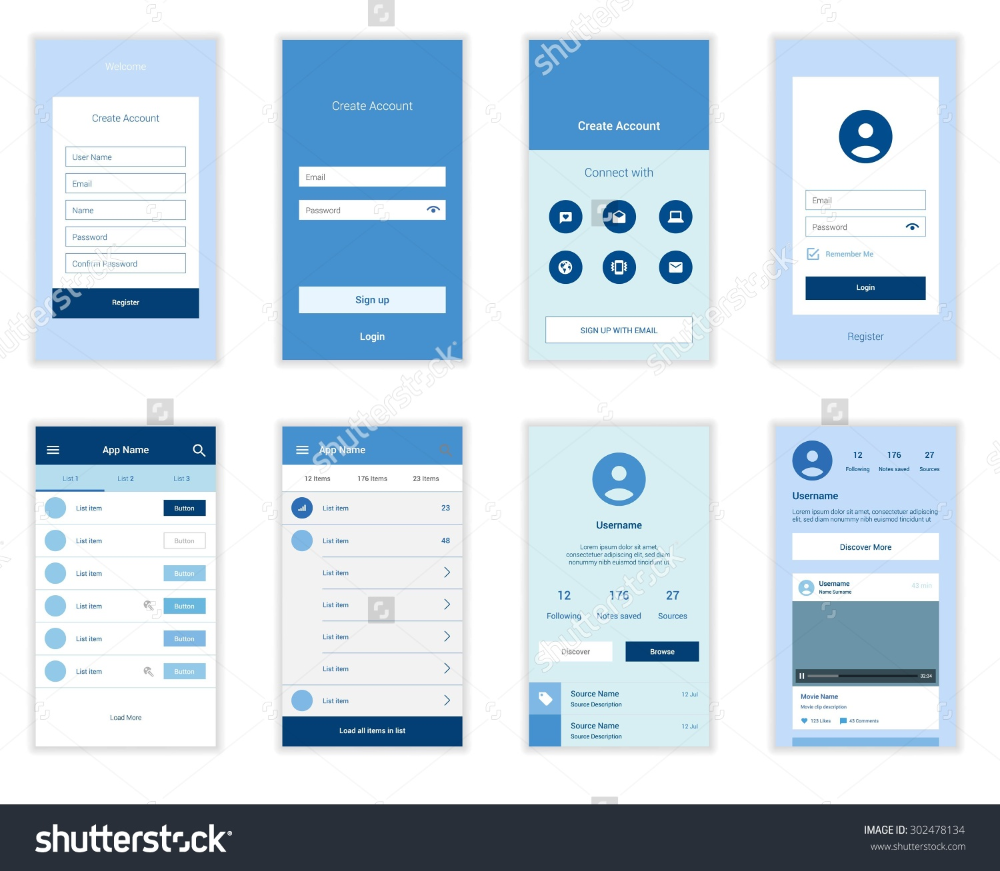 Welcome
Create Account
User Name
Email
Name
Password
Confirm Password
Register
Create Account
Email
Password
Sign up
Login
Create Account
Connect with
SIGN UP WITH EMAIL
Email
Password
Remember Me
Login
Register
App Name
List 1 List 2 List 3
List item Button
List item Button
List item Button
List item Button
List item Button
List item Button
Load More
App Name
12 Items 176 Items 23 Items
List item 23
List item 48
List item
List item
List item
List item
List item
Load all items in list
Username
Lorem ipsum dolor sit amet,
consectetuer adipiscing elit, sed diam
nonummy nibh euismod tincidunt ut
12 176 27
Following Notes saved Sources
Discover Browse
Source Name 12 Jul
Source Description
Source Name 12 Jul
Source Description
12 176 27
Following Notes saved Sources
Username
Lorem ipsum dolor sit amet, consectetuer adipiscing
elit, sed diam nonummy nibh euismod tincidunt ut
Discover More
Username 43 min
Name Surname
32:34
Movie Name
Movie clip description
123 Likes 43 Comments
shutterstock
shutterstock
shutterstock
shutterstock
shutterstock
shutterstock®
IMAGE ID: 302478134
www.shutterstock.com